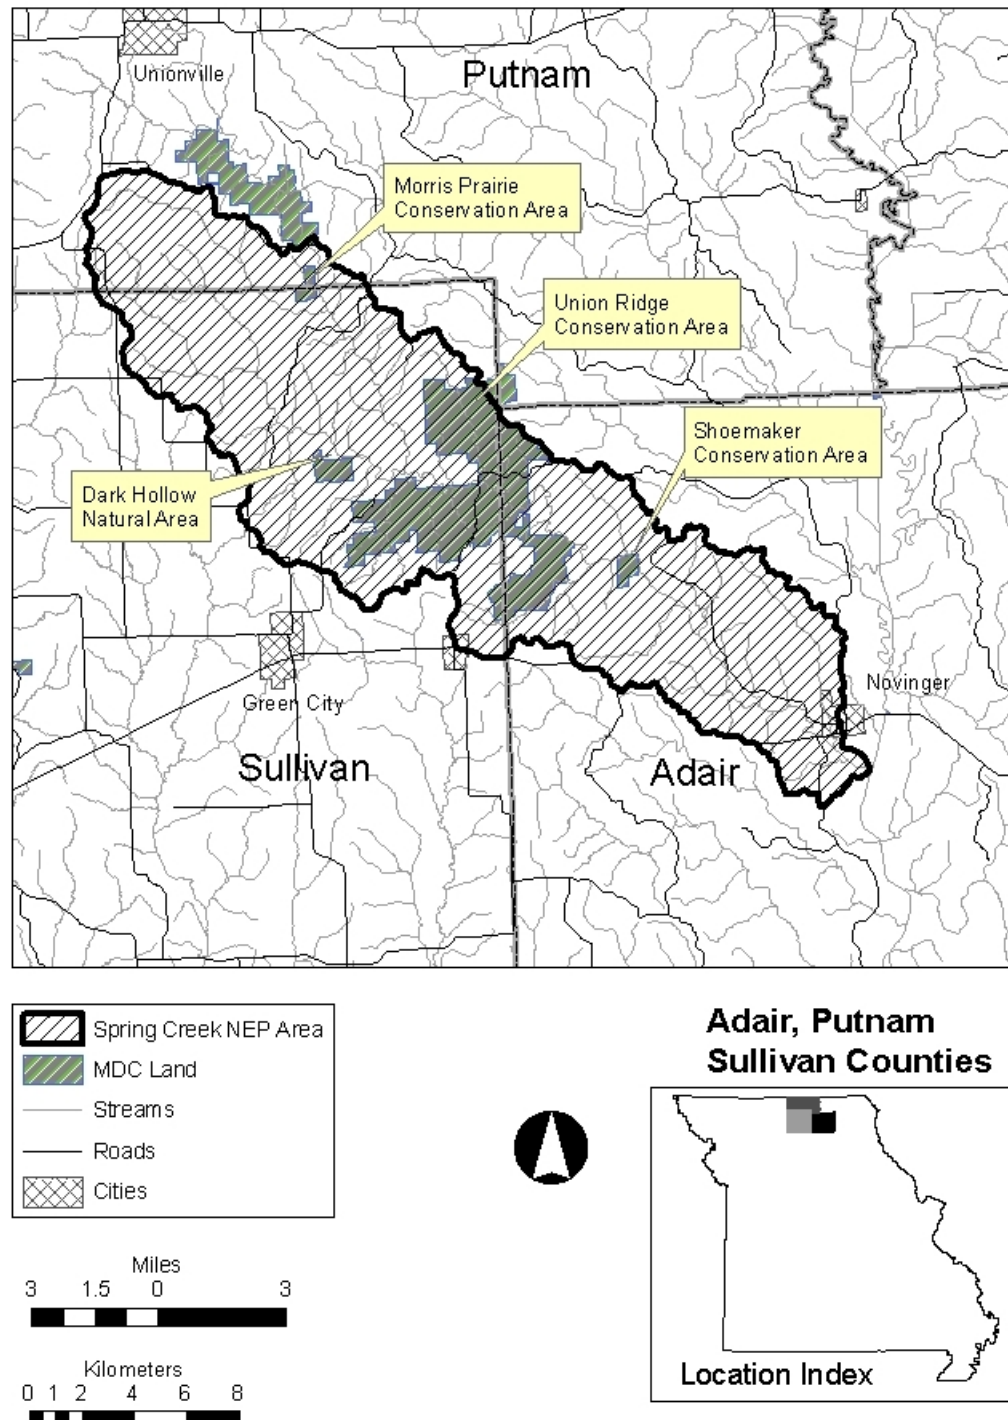 Unionville
Putnam
Morris Prairie
Conservation Area
Union Ridge
Conservation Area
Shoemaker
Conservation Area
Dark Hollow
Natural Area
Novinger
Green City
Sullivan
Adair
Spring Creek NEP Area
MDC Land
Streams
Roads
Cities
Adair, Putnam
Sullivan Counties
Location Index
Miles
3 1.5 0 3
Kilometers
0 1 2 4 6 8